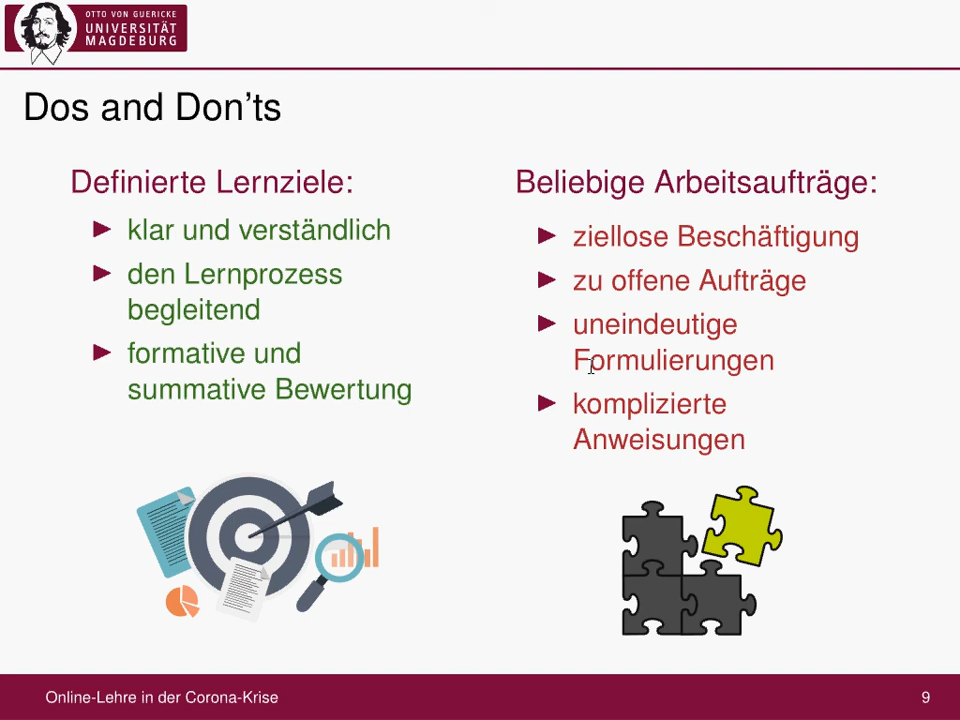 OTTO VON GUERICKE
UNIVERSITÄT
MAGDEBURG
Dos and Don'ts
Definierte Lernziele:
klar und verständlich
den Lernprozess
begleitend
formative und
summative Bewertung
Beliebige Arbeitsaufträge:
ziellose Beschäftigung
zu offene Aufträge
uneindeutige
Formulierungen
komplizierte
Anweisungen
Online-Lehre in der Corona-Krise
9